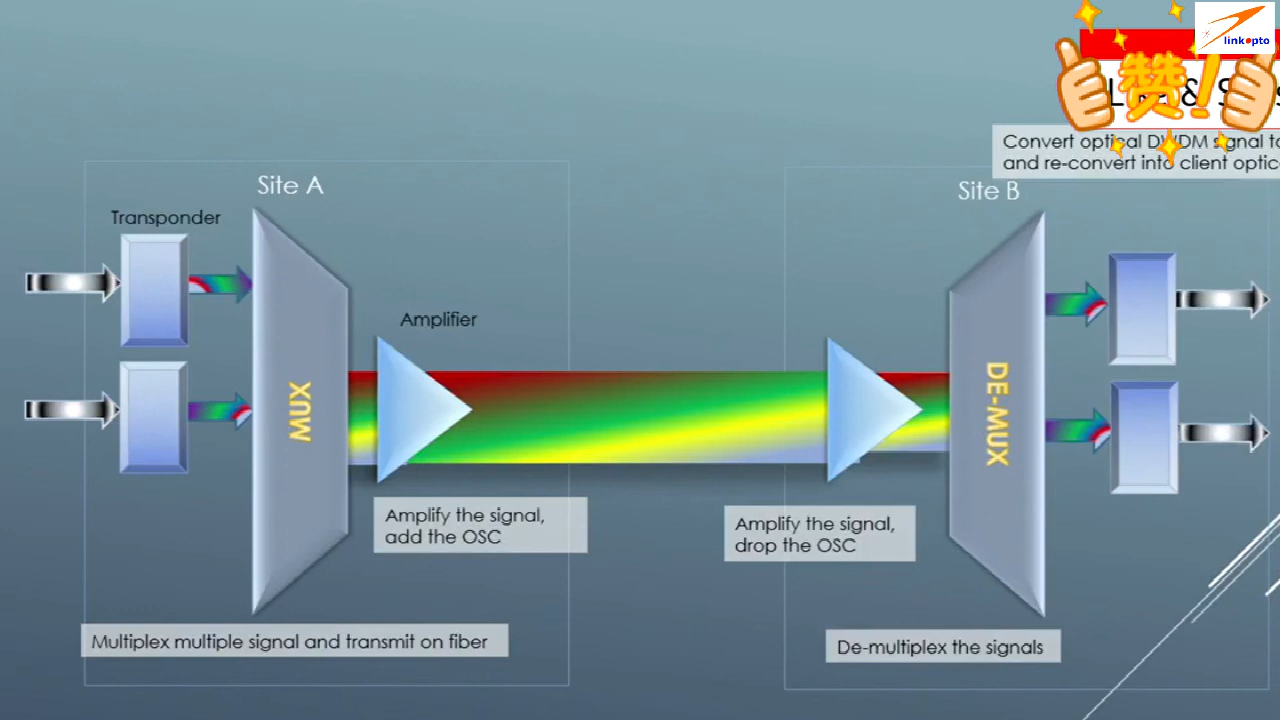 linkopto
赞!
Convert optical DWDM signal to
and re-convert into client optic
Site A
Site B
Transponder
Amplifier
MUX
DE-MUX
Amplify the signal,
add the OSC
Amplify the signal,
drop the OSC
Multiplex multiple signal and transmit on fiber
De-multiplex the signals